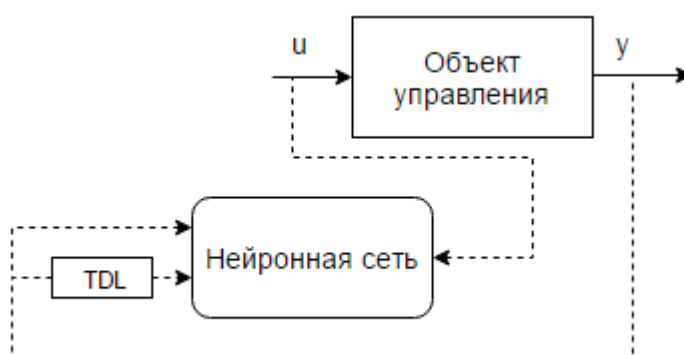 u
Объект
управления
y
Нейронная сеть
TDL